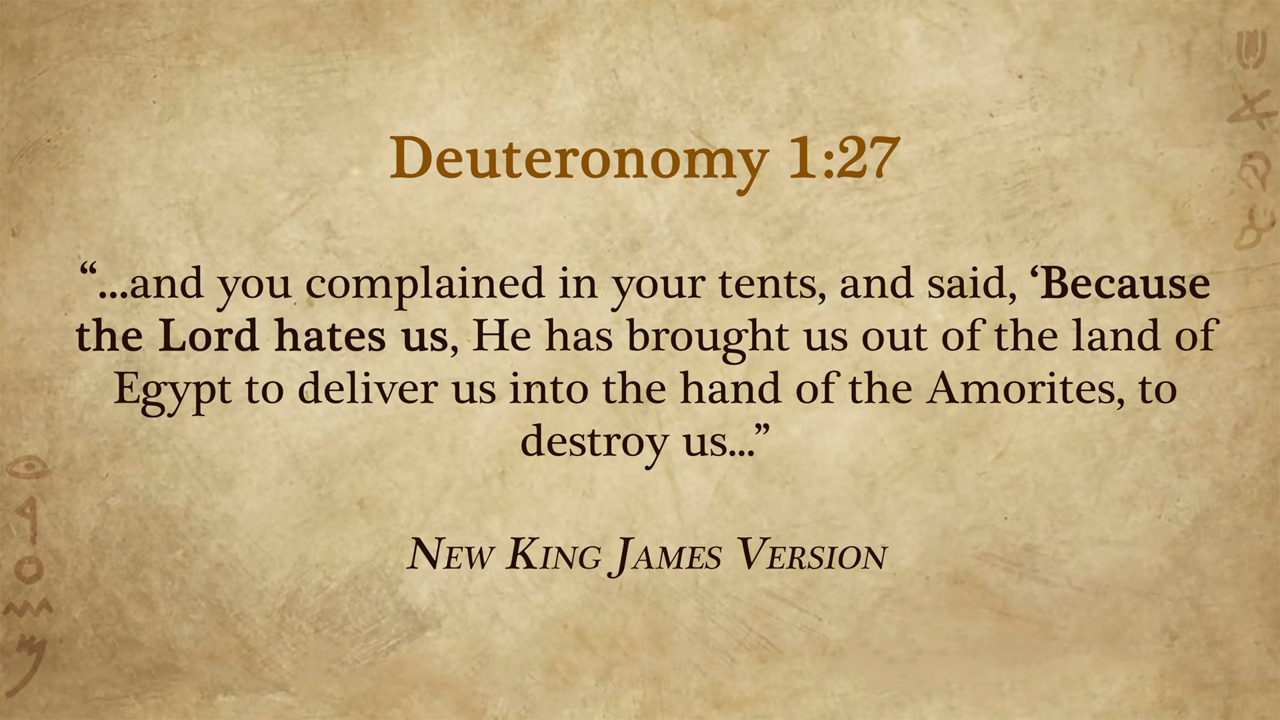 Deuteronomy 1:27
“...and you complained in your tents, and said, ‘Because
the Lord hates us, He has brought us out of the land of
Egypt to deliver us into the hand of the Amorites, to
destroy us...”
New King James Version